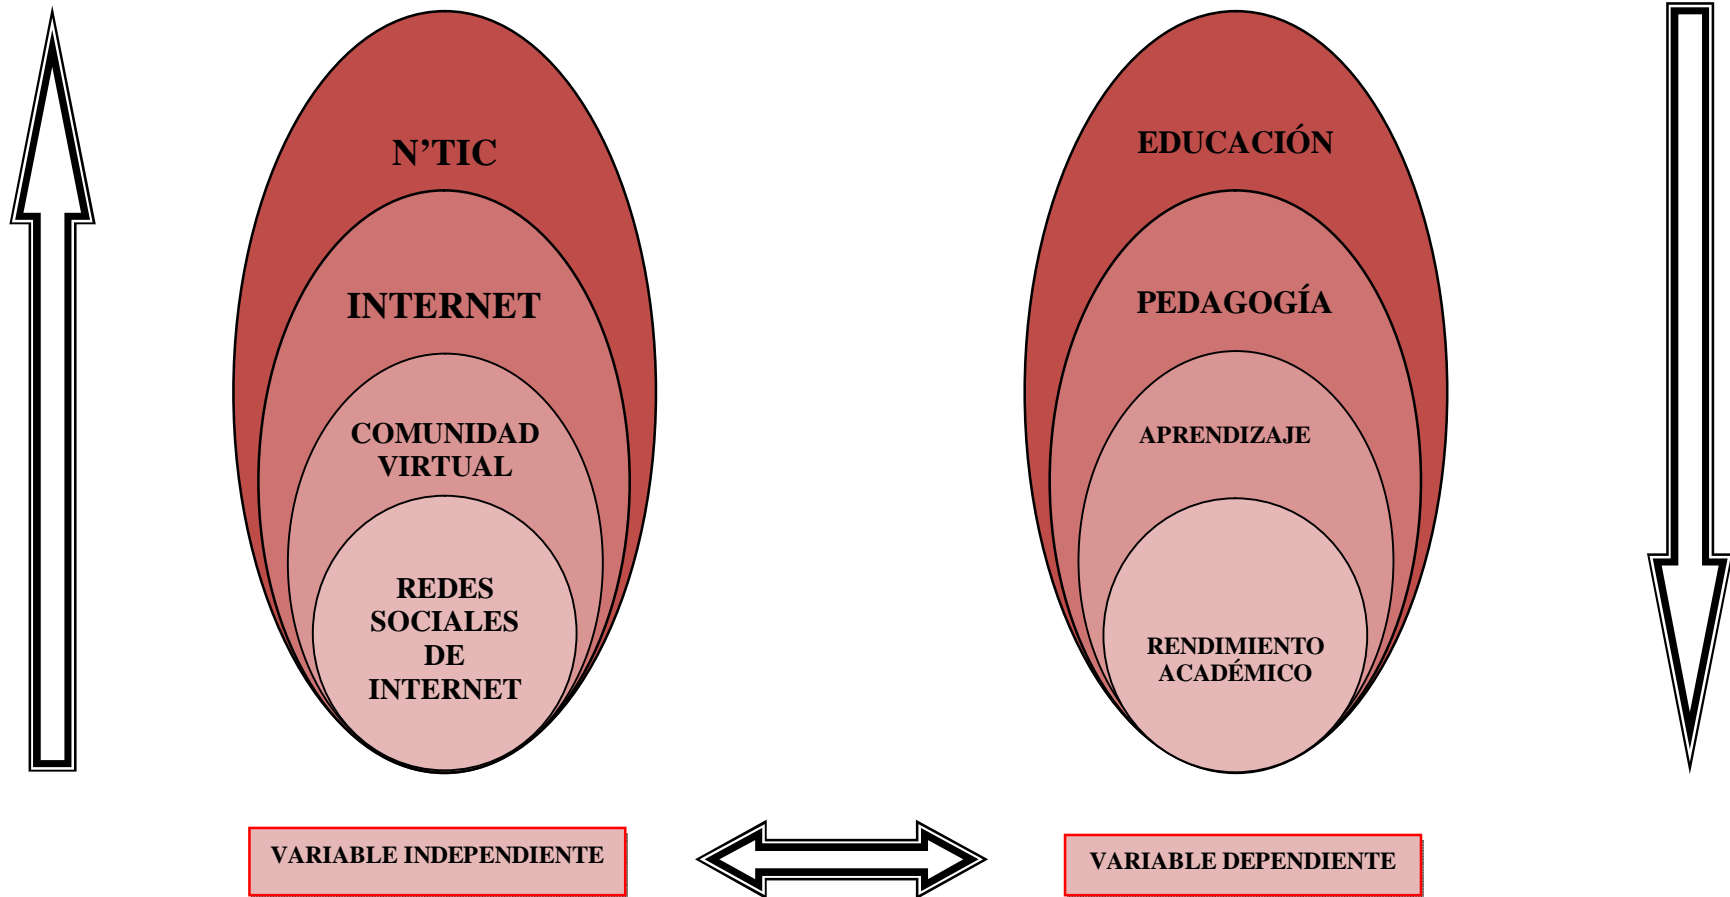 N’TIC
INTERNET
COMUNIDAD
VIRTUAL
REDES
SOCIALES
DE
INTERNET
EDUCACIÓN
PEDAGOGÍA
APRENDIZAJE
RENDIMIENTO
ACADÉMICO
VARIABLE INDEPENDIENTE
VARIABLE DEPENDIENTE